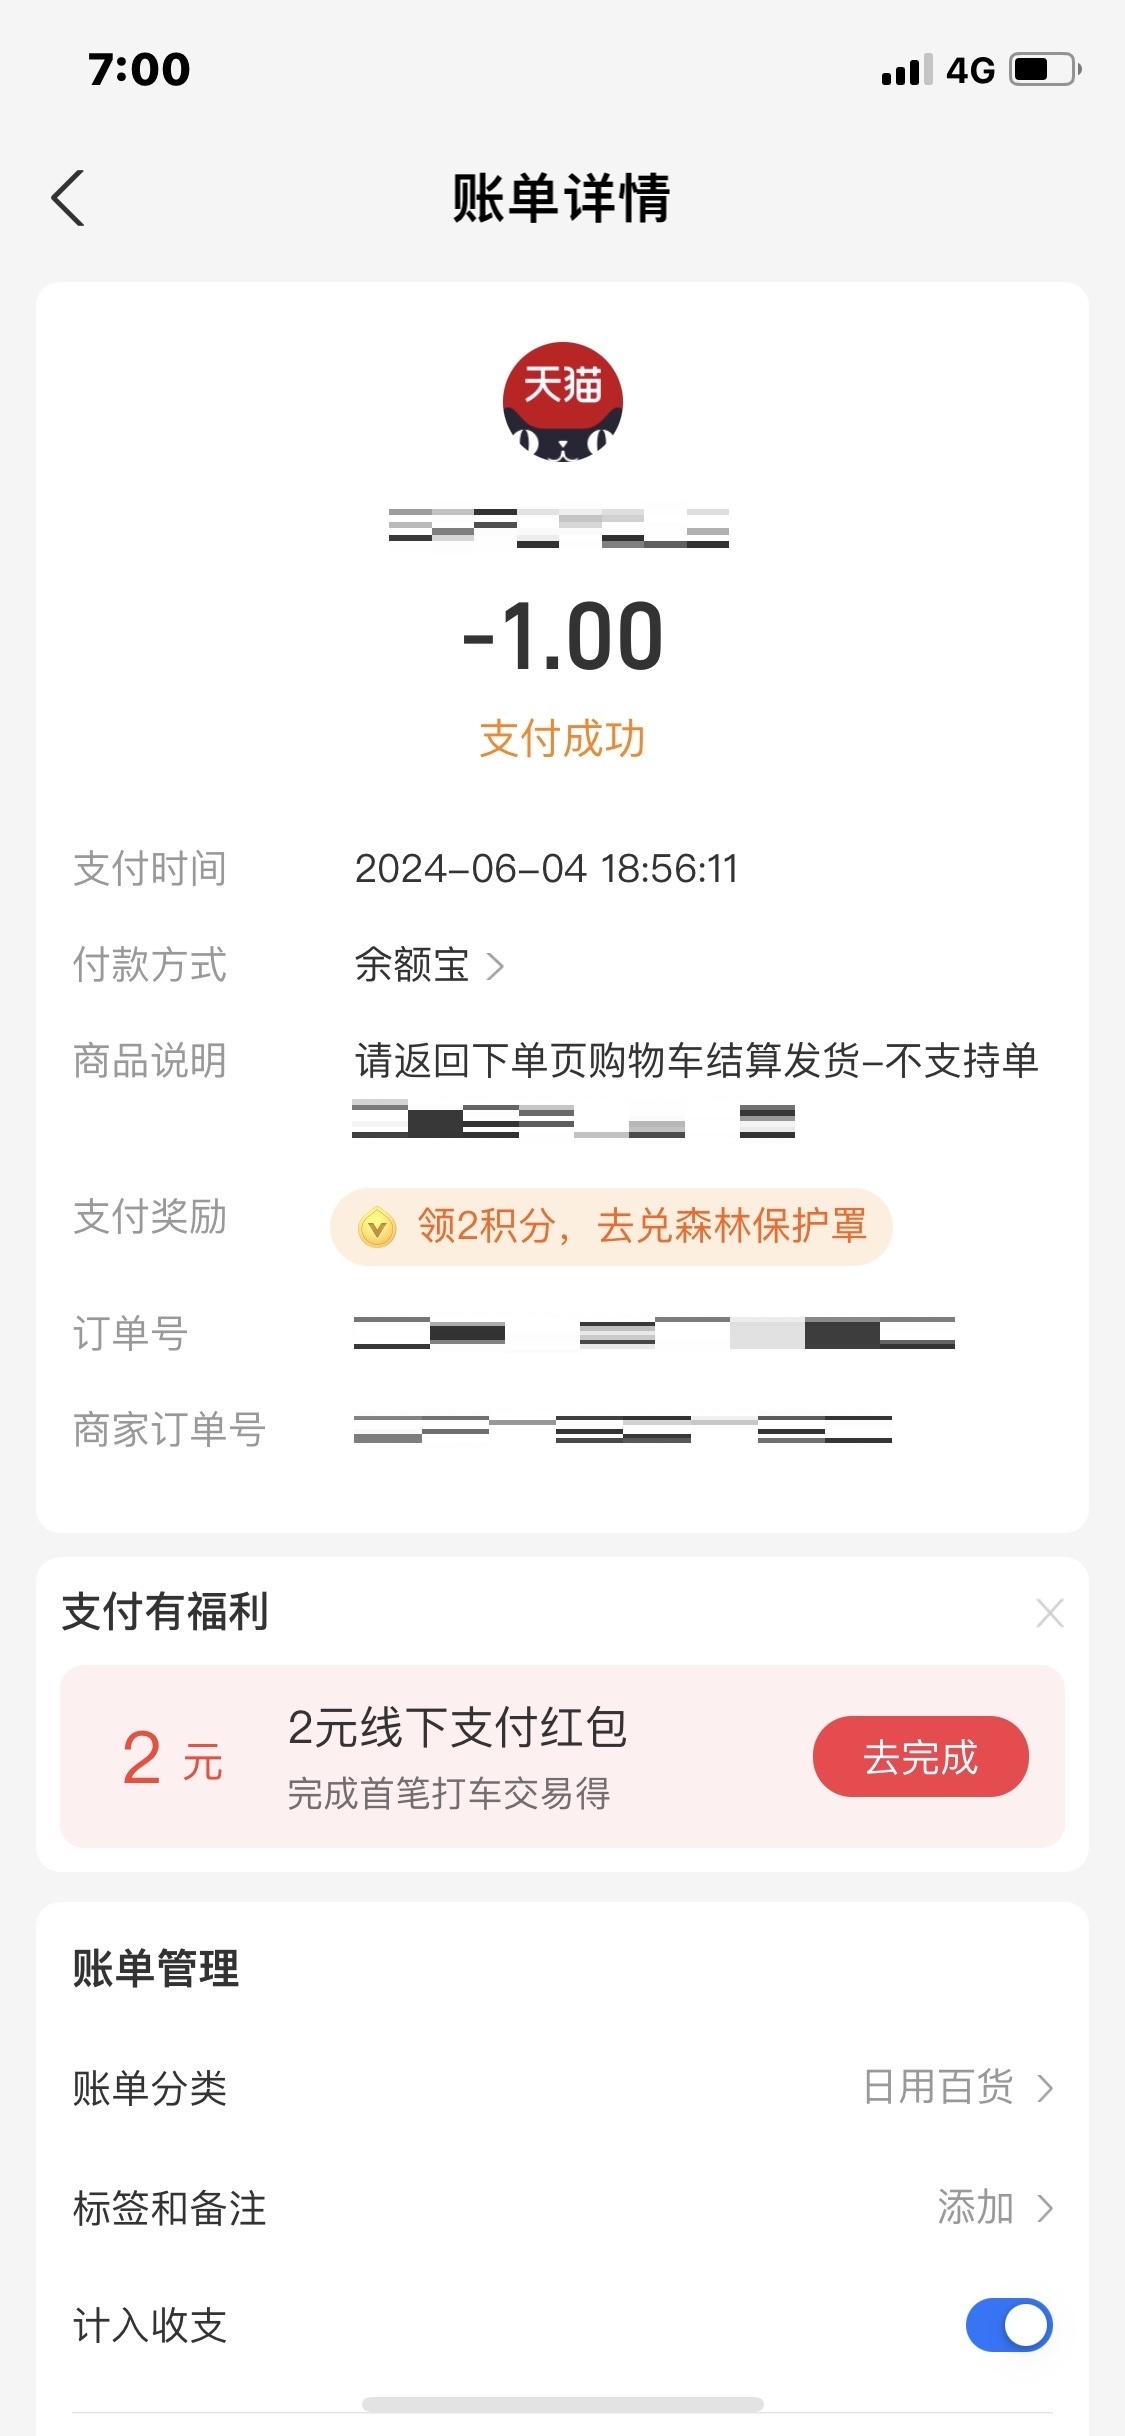 7:00
4G
账单详情
天猫
-1.00
支付成功
支付时间 2024-06-04 18:56:11
付款方式 余额宝
商品说明 请返回下单页购物车结算发货-不支持单
支付奖励 领2积分，去兑森林保护罩
订单号
商家订单号
支付有福利
2元 2元线下支付红包
完成首笔打车交易得
去完成
账单管理
账单分类 日用百货
标签和备注 添加
计入收支